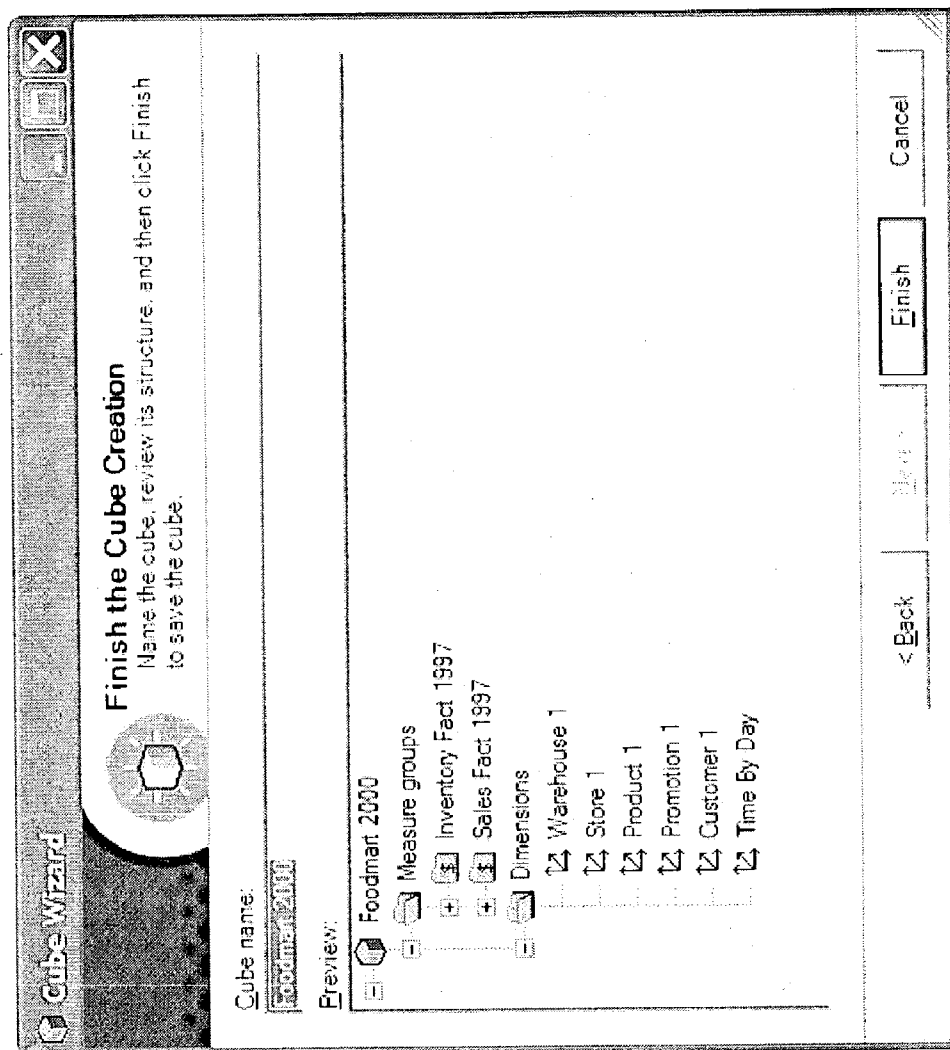 Cube Wizard
Finish the Cube Creation
Name the cube, review its structure, and then click Finish
to save the cube.
Cube name:
Foodmart 2000
Preview:
Foodmart 2000
Measure groups
Inventory Fact 1997
Sales Fact 1997
Dimensions
Warehouse 1
Store 1
Product 1
Promotion 1
Customer 1
Time By Day
< Back
Finish
Cancel